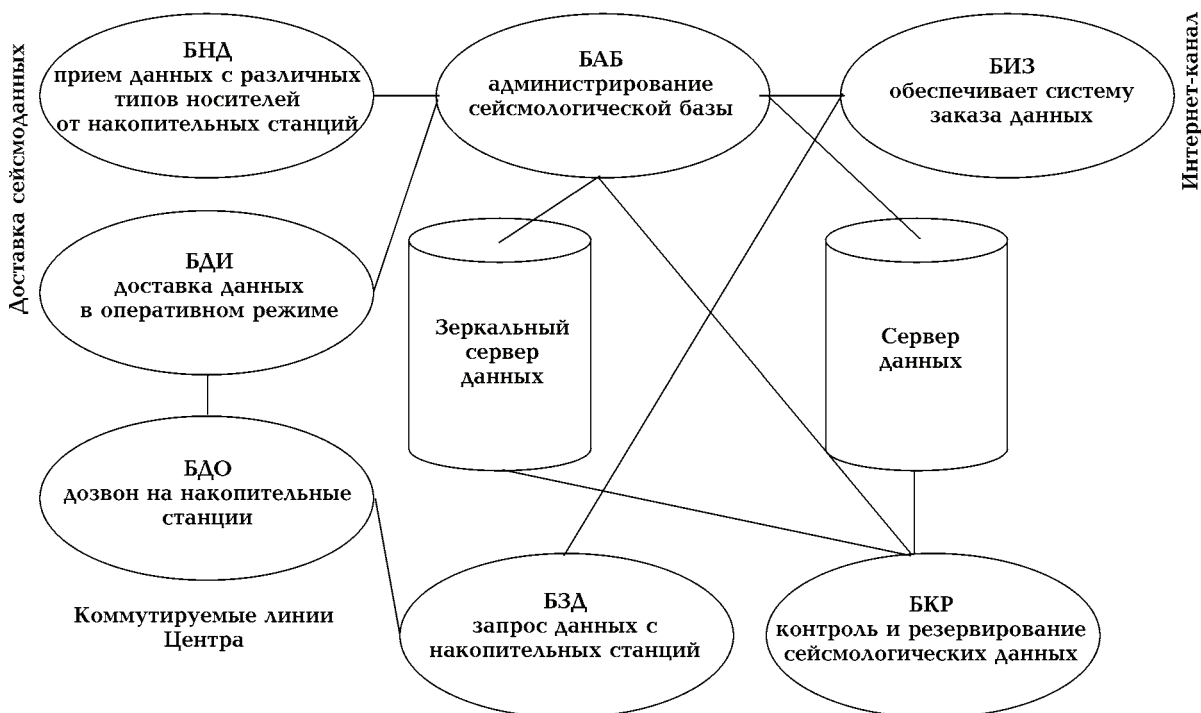 Доставка сейсмоданных
БНД
прием данных с различных
типов носителей
от накопительных станций
БАБ
администрирование
сейсмологической базы
БИЗ
обеспечивает систему
заказа данных
Интернет-канал
БДИ
доставка данных
в оперативном режиме
Зеркальный
сервер
данных
Сервер
данных
БДО
дозвон на накопительные
станции
Коммутируемые линии
Центра
БЗД
запрос данных с
накопительных станций
БКР
контроль и резервирование
сейсмологических данных